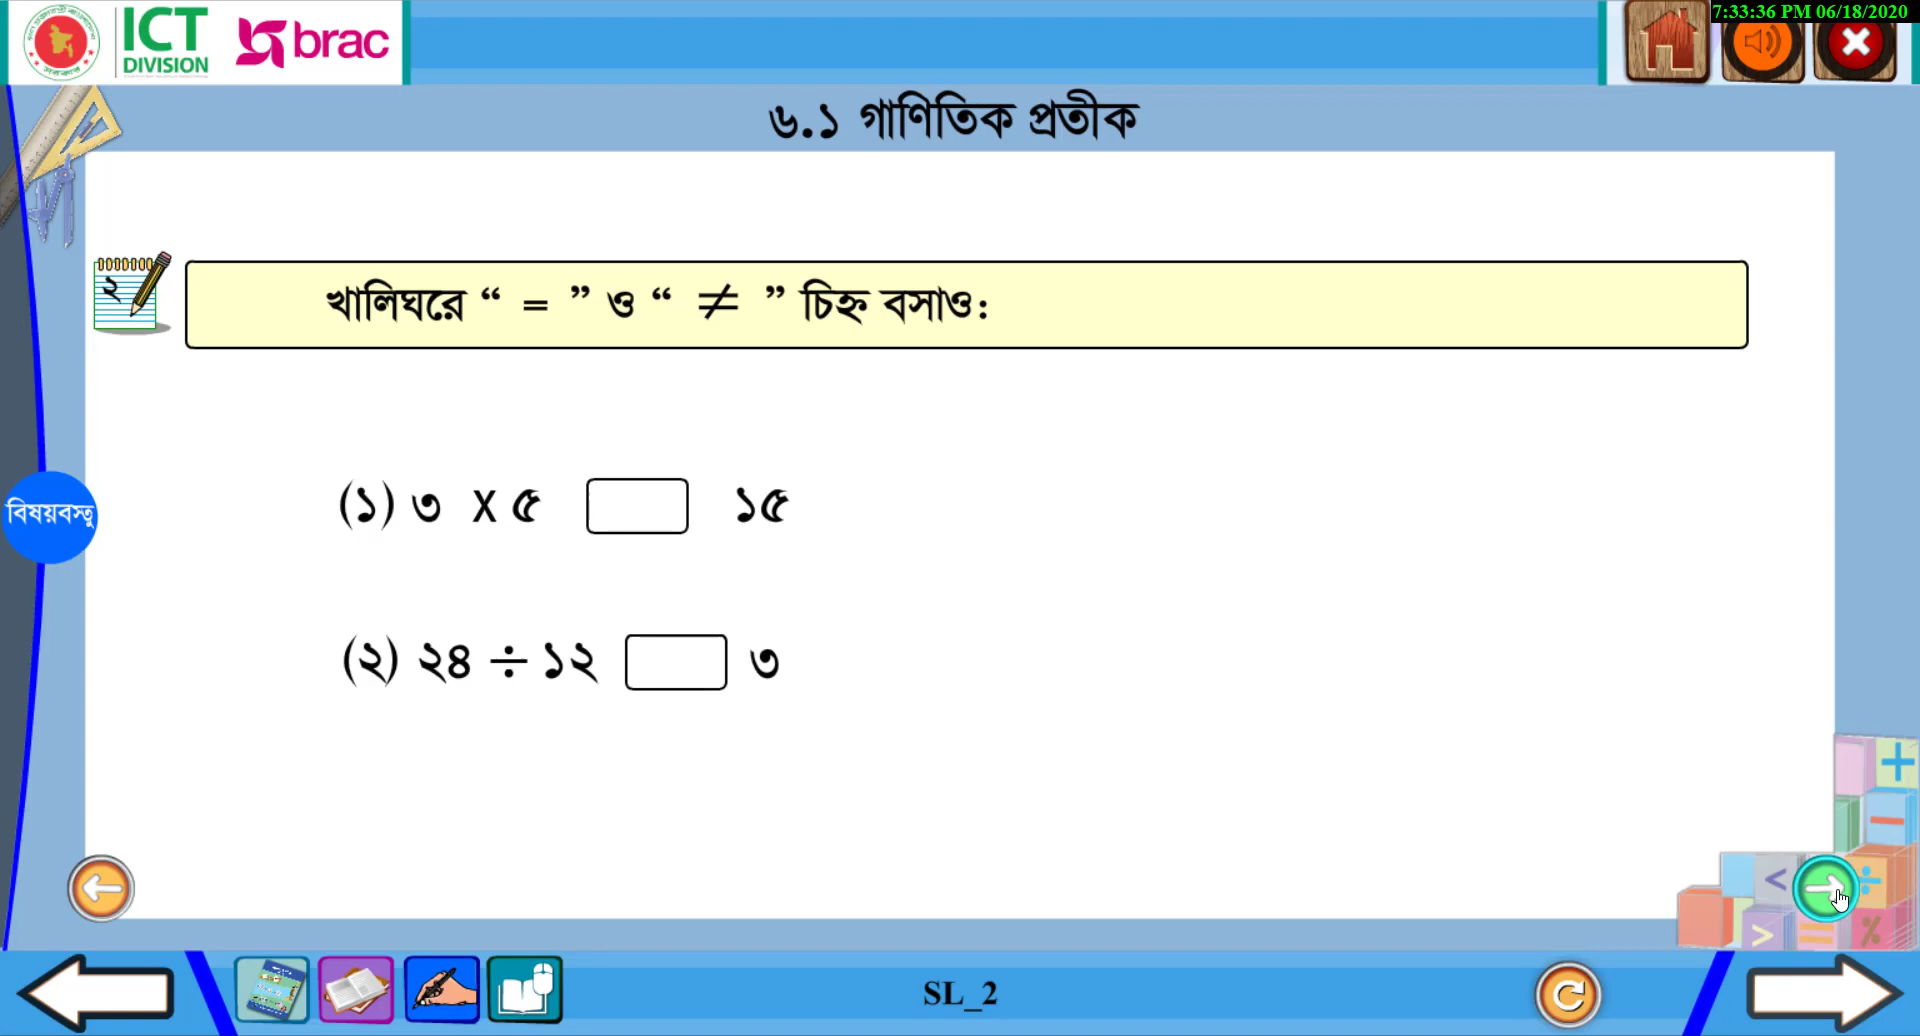 ICT
DIVISION
brac
7:33:36 PM 06/18/2020
৬.১ গাণিতিক প্রতীক
২
খালিঘরে “ = ” ও “ ≠ ” চিহ্ন বসাও:
(১) ৩ X ৫ ১৫
বিষয়বস্তু
(২) ২৪ ÷ ১২ ৩
+
−
< ÷
> = %
SL_2